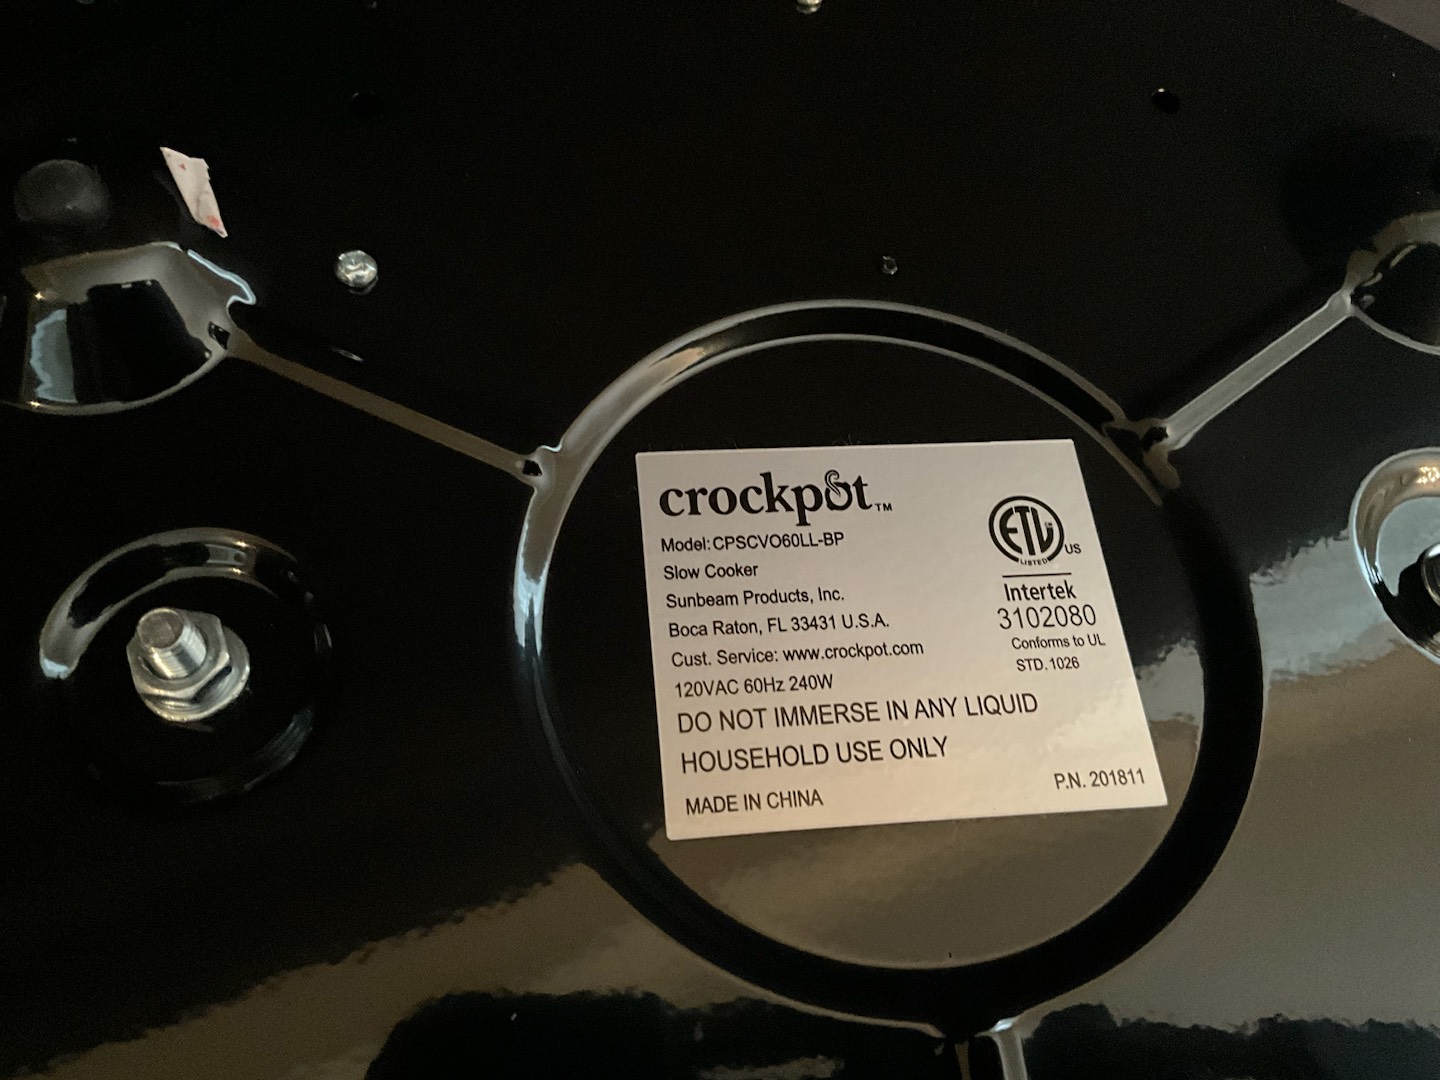 crockpot™
Model: CPSCVO60LL-BP
Slow Cooker
Sunbeam Products, Inc.
Boca Raton, FL 33431 U.S.A.
Cust. Service: www.crockpot.com
120VAC 60Hz 240W
DO NOT IMMERSE IN ANY LIQUID
HOUSEHOLD USE ONLY
MADE IN CHINA
ETL
CM
LISTED
US
Intertek
3102080
Conforms to UL
STD. 1026
P.N. 201811